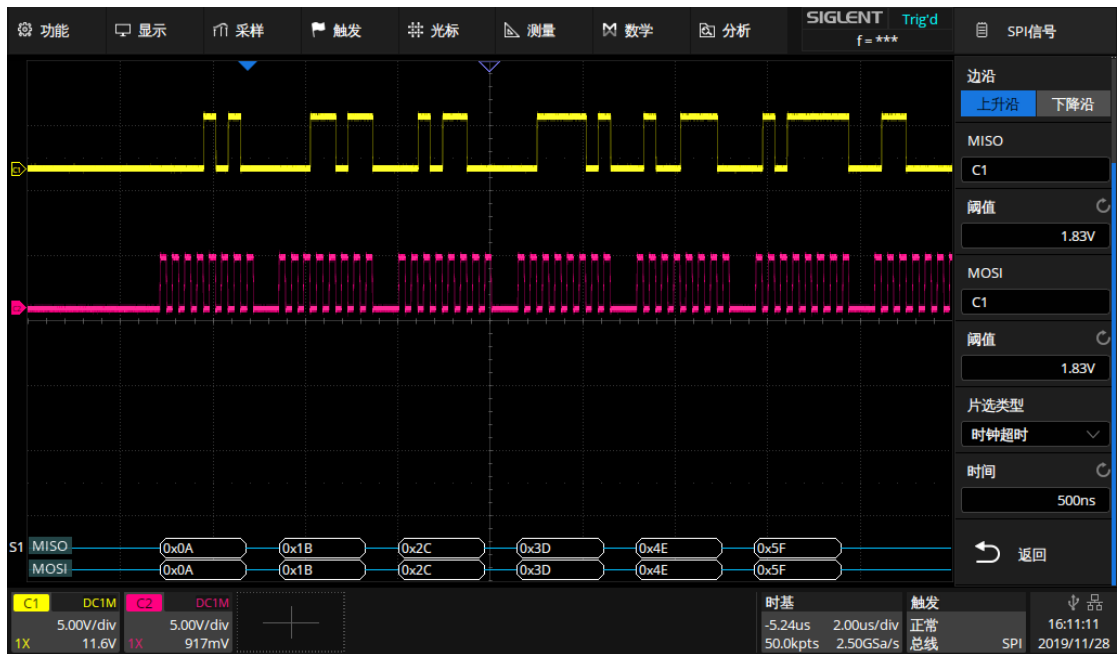 功能 显示 采样 触发 光标 测量 数学 分析 SIGLENT Trig'd
f = ***
SPI信号
边沿
上升沿 下降沿
MISO
C1
阈值
1.83V
MOSI
C1
阈值
1.83V
片选类型
时钟超时
时间
500ns
返回
C1
C2
S1 MISO 0x0A 0x1B 0x2C 0x3D 0x4E 0x5F
MOSI 0x0A 0x1B 0x2C 0x3D 0x4E 0x5F
C1 DC1M C2 DC1M 时基 触发
5.00V/div 5.00V/div -5.24us 2.00us/div 正常 16:11:11
1X 11.6V 1X 917mV 50.0kpts 2.50GSa/s 总线 SPI 2019/11/28